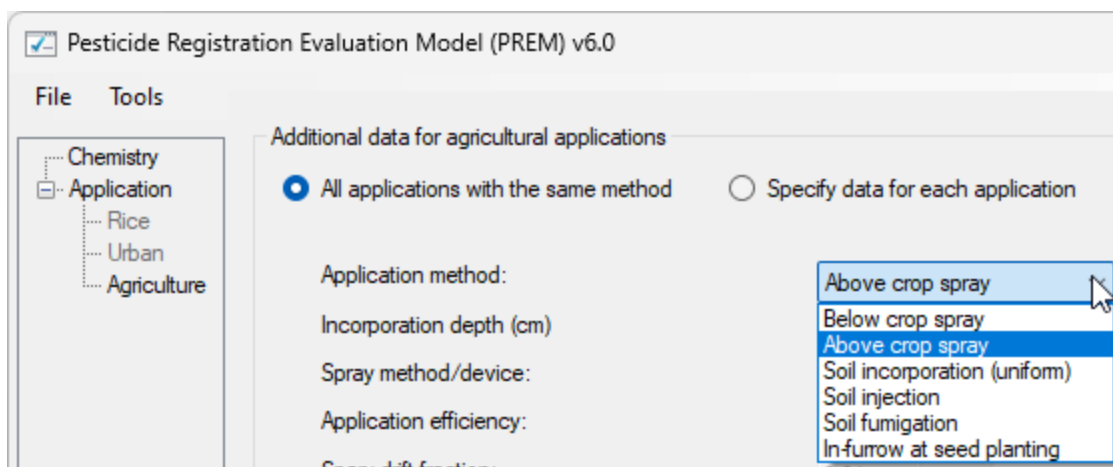 Pesticide Registration Evaluation Model (PREM) v6.0
File Tools
Chemistry
Application
Rice
Urban
Agriculture
Additional data for agricultural applications
All applications with the same method
Specify data for each application
Application method:
Above crop spray
Incorporation depth (cm)
Spray method/device:
Application efficiency:
Spray drift fraction:
Below crop spray
Above crop spray
Soil incorporation (uniform)
Soil injection
Soil fumigation
In-furrow at seed planting